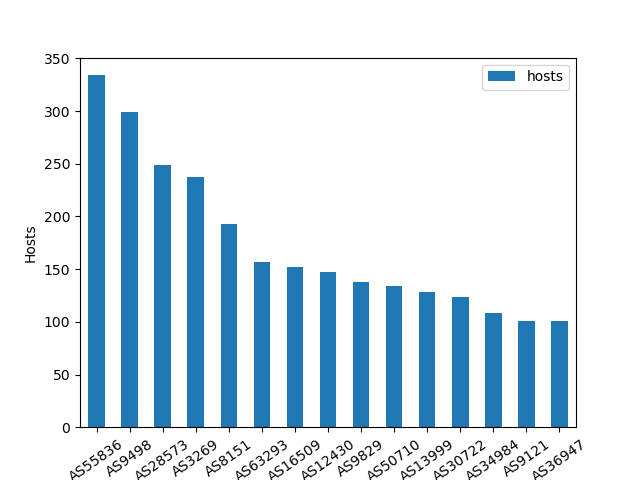 350
300
250
200
150
100
50
0
Hosts
hosts
AS55836
AS9498
AS28573
AS3269
AS8151
AS63293
AS16509
AS12430
AS9829
AS50710
AS13999
AS30722
AS34984
AS9121
AS36947